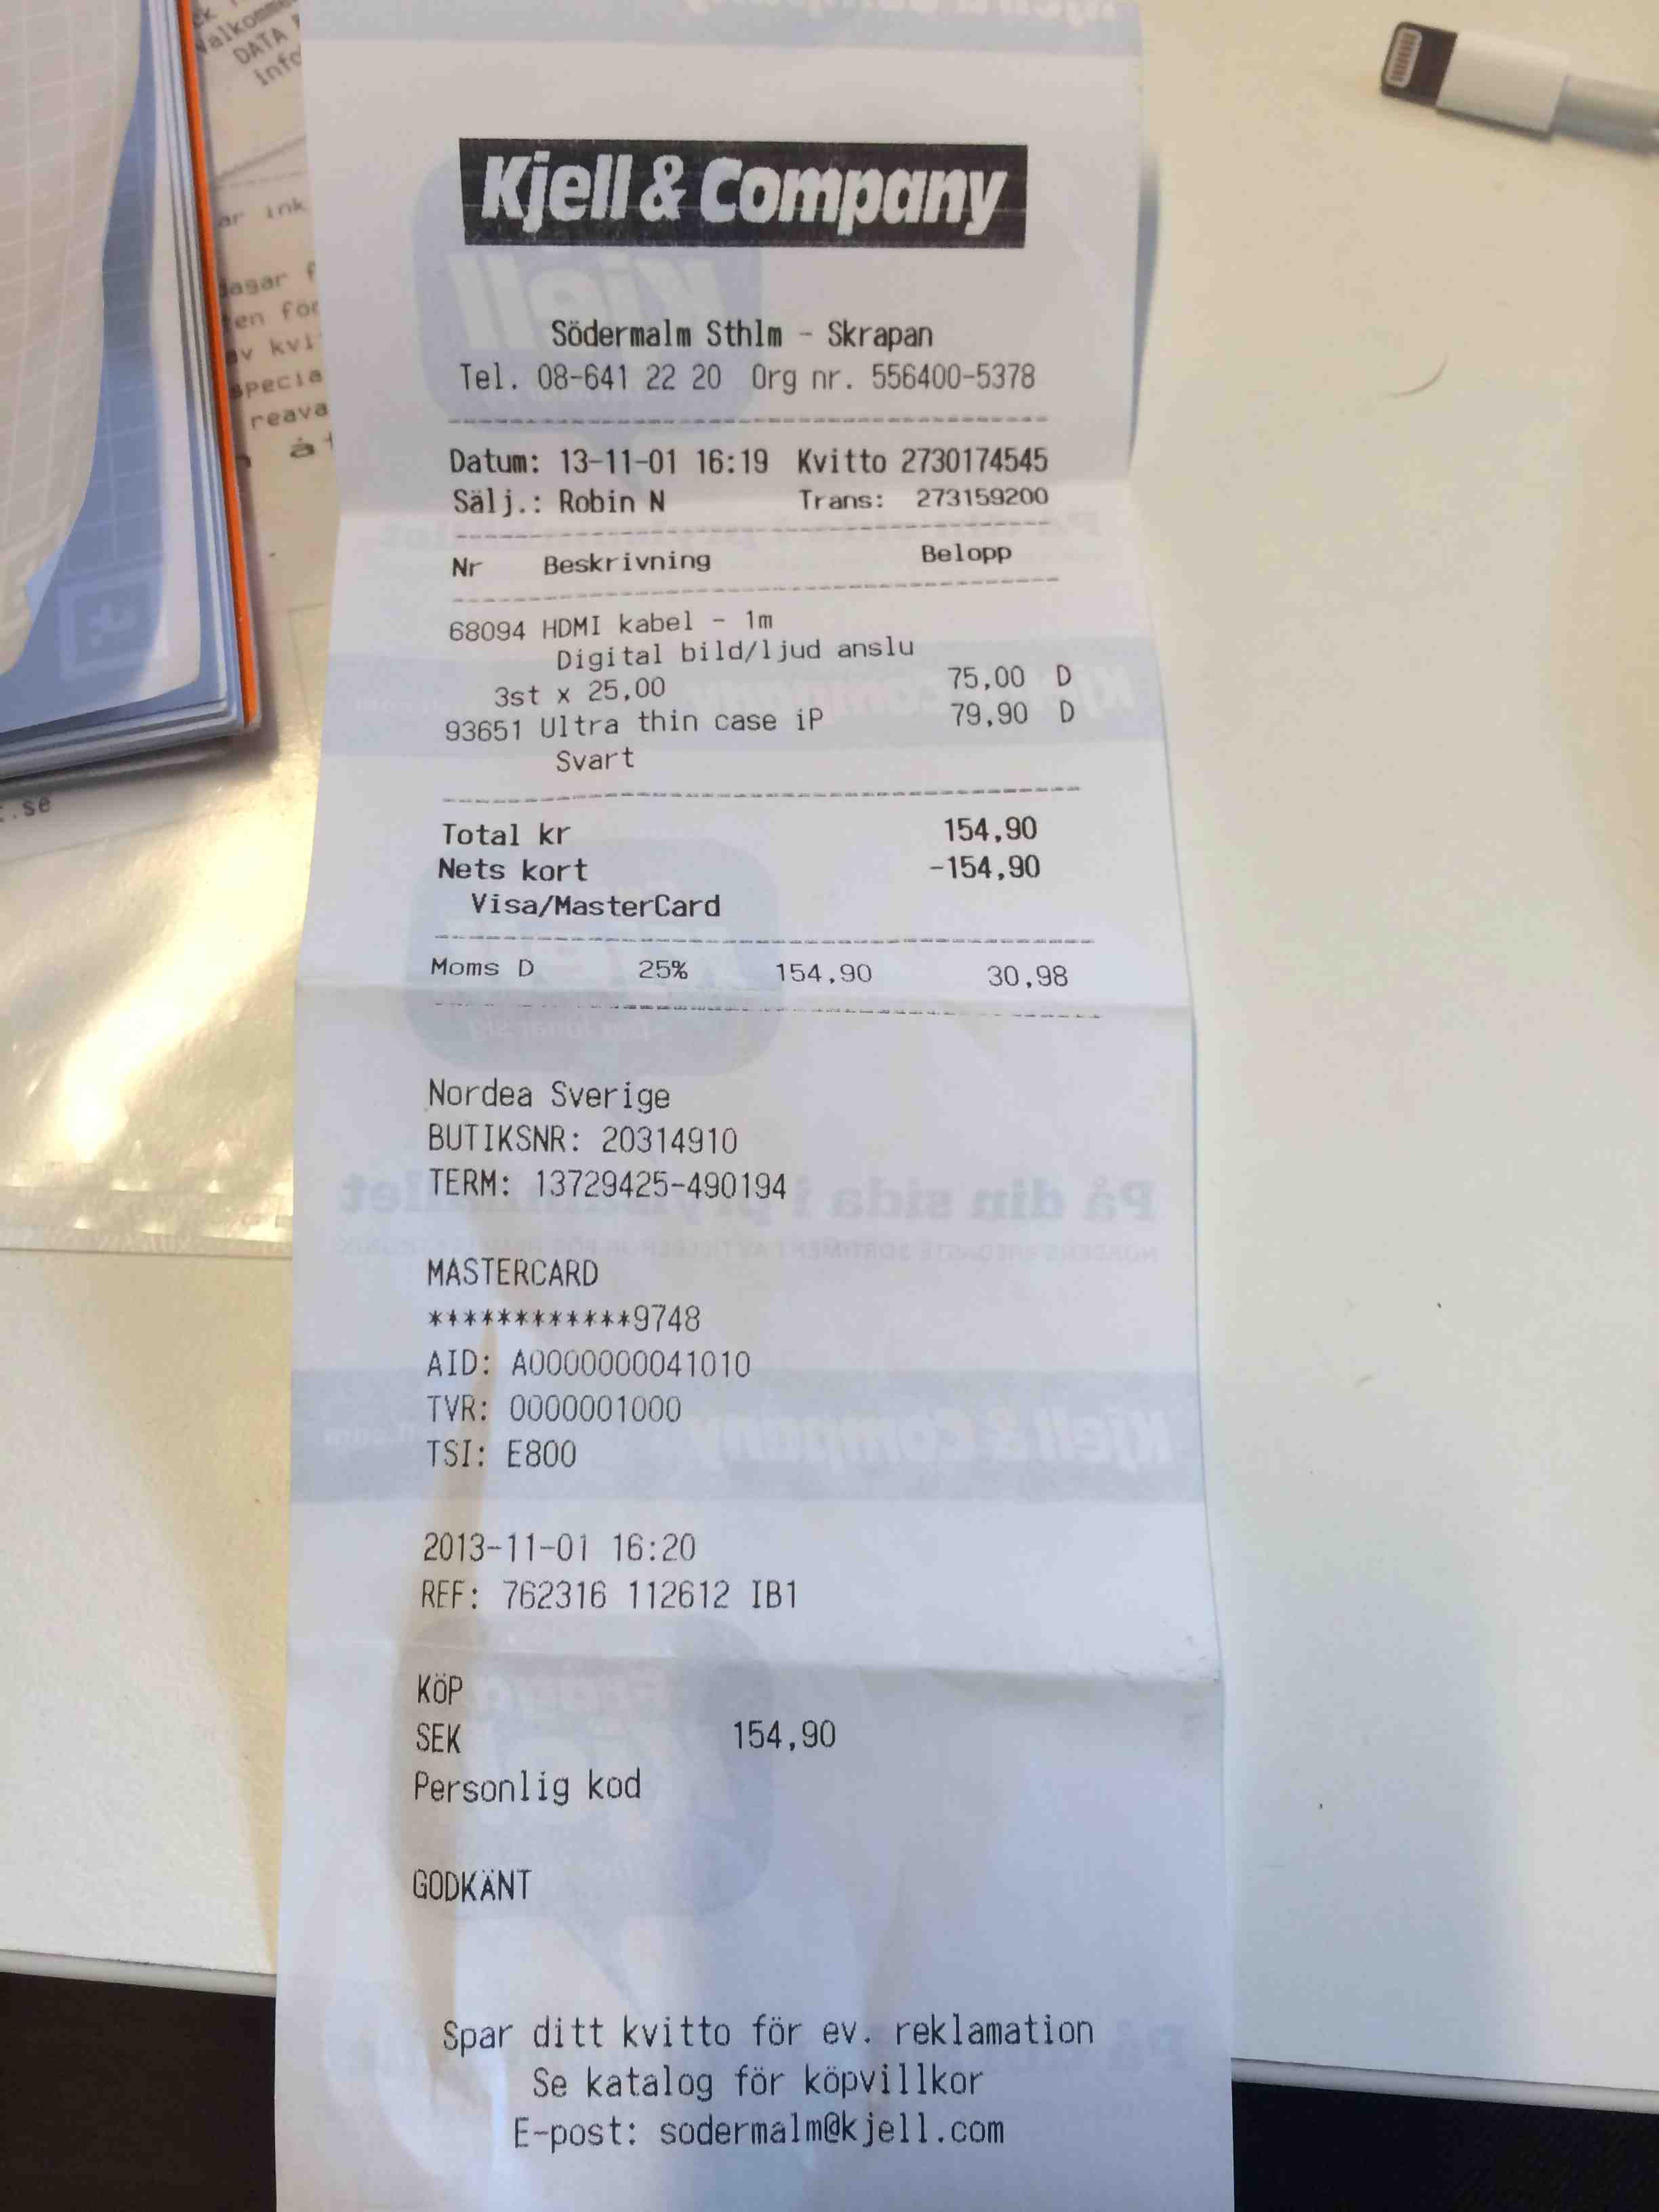 Kjell & Company
Södermalm Sthlm - Skrapan
Tel. 08-641 22 20 Org nr. 556400-5378
Datum: 13-11-01 16:19 Kvitto 2730174545
Sälj.: Robin N Trans: 273159200
Nr Beskrivning Belopp
68094 HDMI kabel - 1m
Digital bild/ljud anslu
3st x 25,00 75,00 D
93651 Ultra thin case iP 79,90 D
Svart
Total kr 154,90
Nets kort -154,90
Visa/MasterCard
Moms D 25% 154,90 30,98
Nordea Sverige
BUTIKSNR: 20314910
TERM: 13729425-490194
MASTERCARD
************9748
AID: A0000000041010
TVR: 0000001000
TSI: E800
2013-11-01 16:20
REF: 762316 112612 IB1
KÖP
SEK 154,90
Personlig kod
GODKÄNT
Spar ditt kvitto för ev. reklamation
Se katalog för köpvillkor
E-post: sodermalm@kjell.com